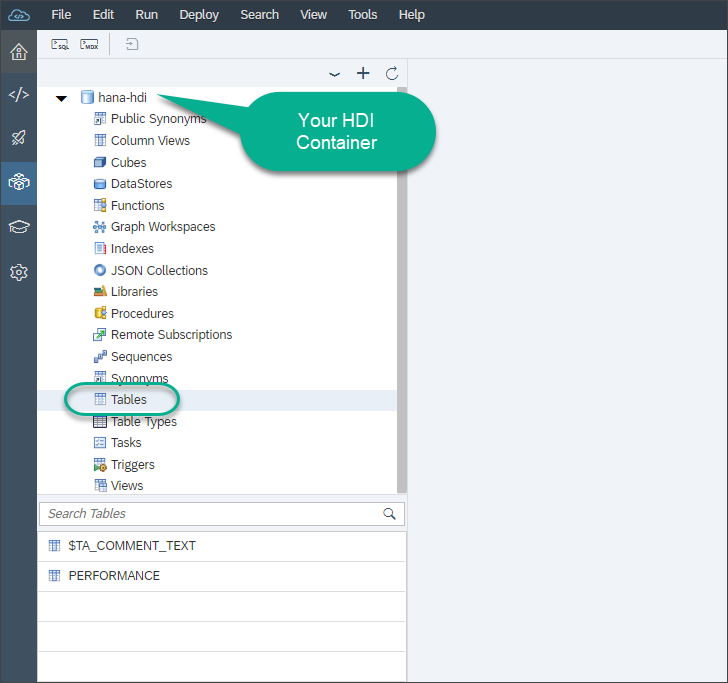 File Edit Run Deploy Search View Tools Help
SQL MDX
hana-hdi
Your HDI
Container
Public Synonyms
Column Views
Cubes
DataStores
Functions
Graph Workspaces
Indexes
JSON Collections
Libraries
Procedures
Remote Subscriptions
Sequences
Synonyms
Tables
Table Types
Tasks
Triggers
Views
Search Tables
$TA_COMMENT_TEXT
PERFORMANCE